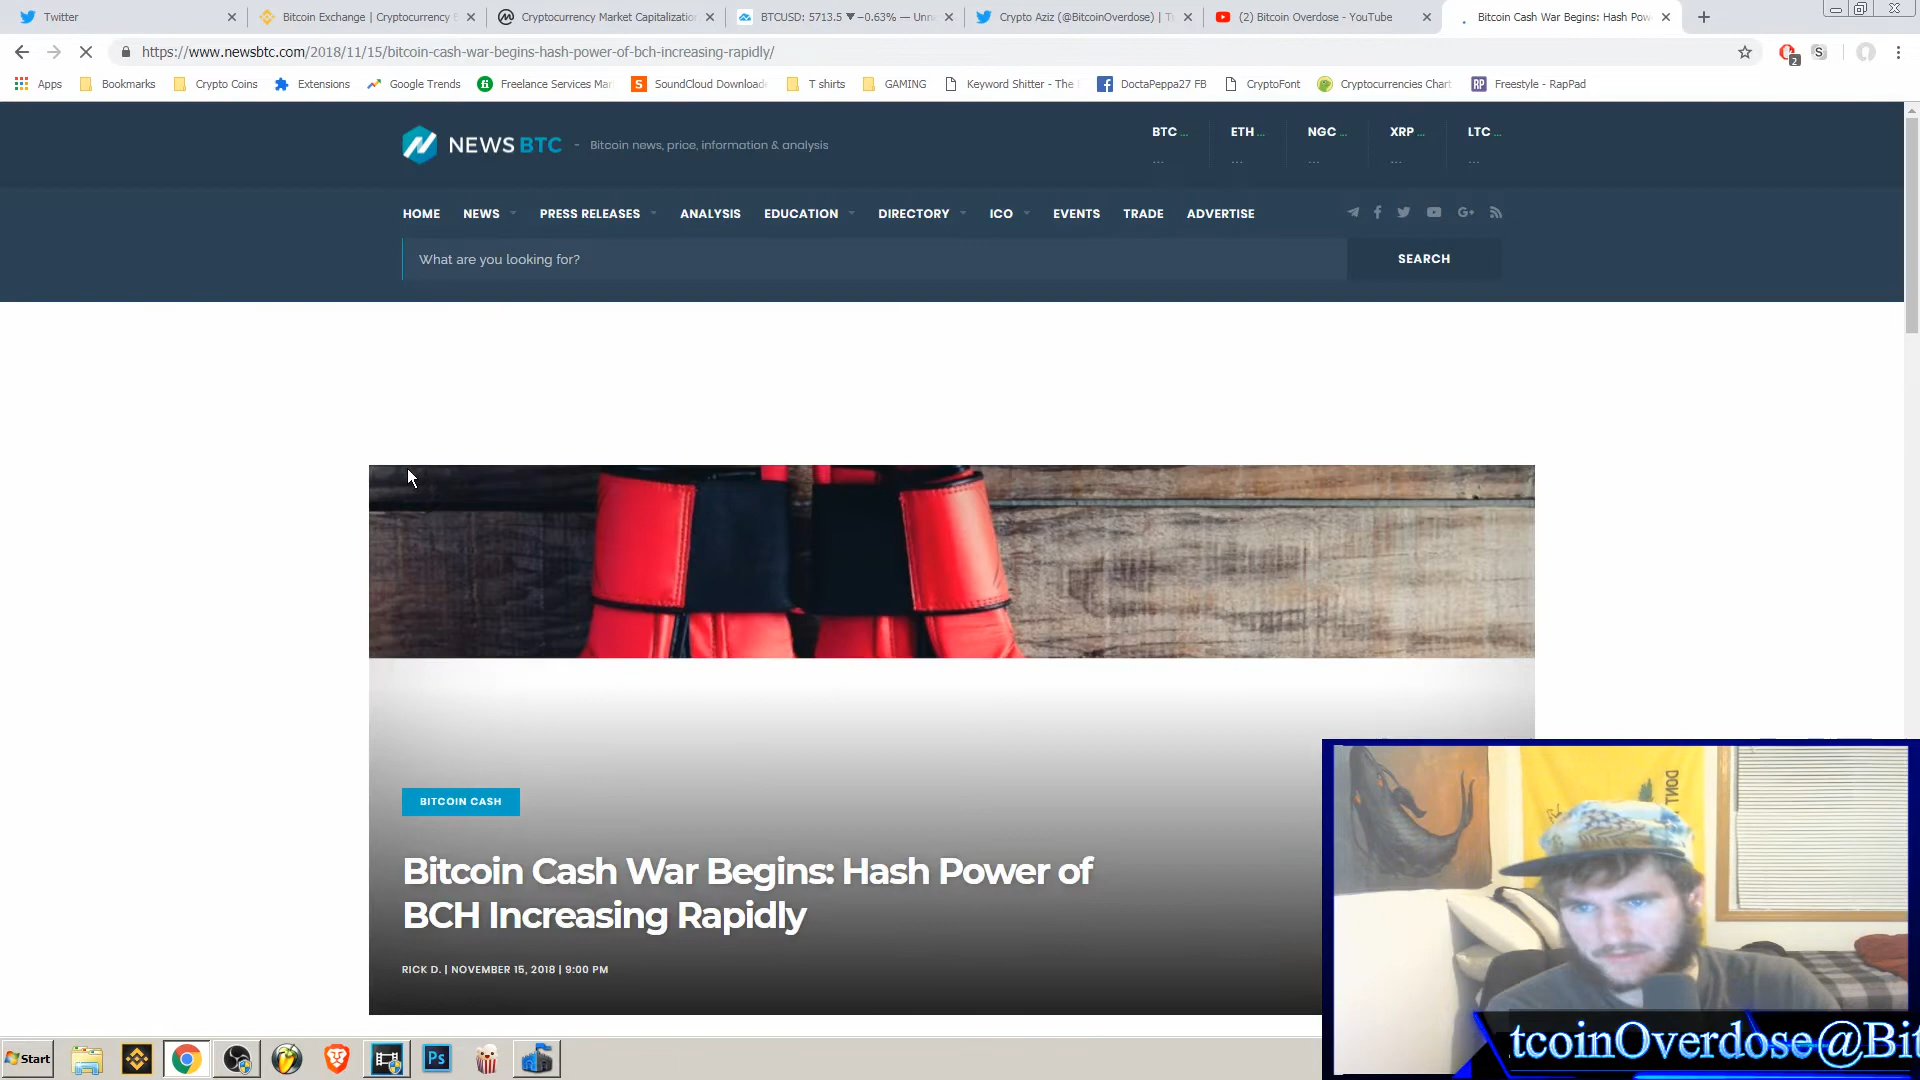 Twitter
Bitcoin Exchange | Cryptocurrency E
Cryptocurrency Market Capitalizatio
BTCUSD: 5713.5 ▼ −0.63% — Unn
Crypto Aziz (@BitcoinOverdose) | T
(2) Bitcoin Overdose - YouTube
Bitcoin Cash War Begins: Hash Pow
https://www.newsbtc.com/2018/11/15/bitcoin-cash-war-begins-hash-power-of-bch-increasing-rapidly/
2
S
Apps
Bookmarks
Crypto Coins
Extensions
Google Trends
Freelance Services Mar
SoundCloud Download
T shirts
GAMING
Keyword Shitter - The
DoctaPeppa27 FB
CryptoFont
Cryptocurrencies Chart
RP Freestyle - RapPad
NEWS BTC - Bitcoin news, price, information & analysis
BTC ... ETH ... NGC ... XRP ... LTC ...
... ... ... ... ...
HOME NEWS PRESS RELEASES ANALYSIS EDUCATION DIRECTORY ICO EVENTS TRADE ADVERTISE
What are you looking for?
SEARCH
BITCOIN CASH
Bitcoin Cash War Begins: Hash Power of
BCH Increasing Rapidly
RICK D. | NOVEMBER 15, 2018 | 9:00 PM
DONT
tcoinOverdose@Bit
Start
Ps